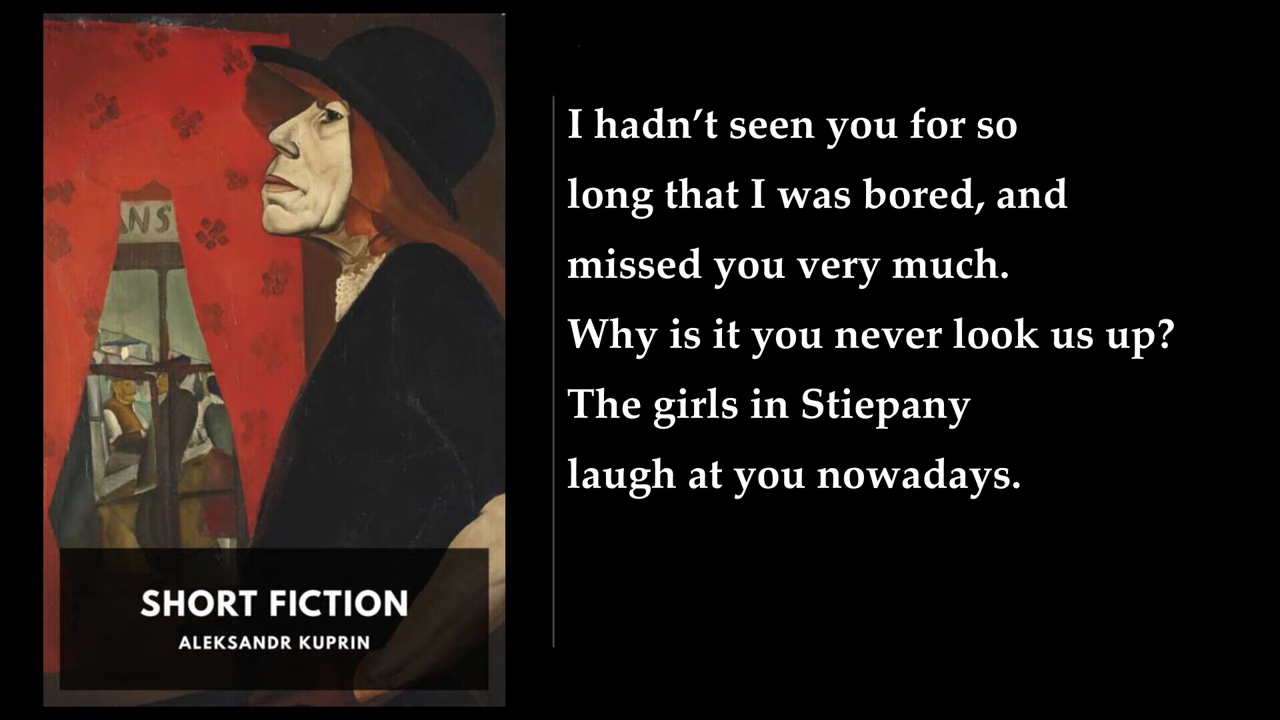 ANS
SHORT FICTION
ALEKSANDR KUPRIN
I hadn’t seen you for so
long that I was bored, and
missed you very much.
Why is it you never look us up?
The girls in Stiepany
laugh at you nowadays.